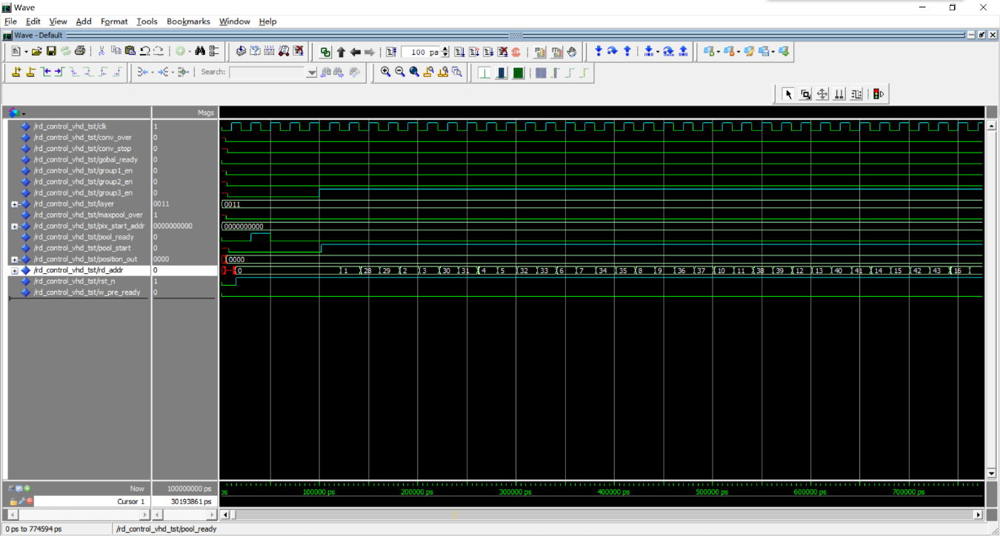 Wave
File Edit View Add Format Tools Bookmarks Window Help
Wave - Default
100 ps
Search:
Msgs
/rd_control_vhd_tst/clk 1
/rd_control_vhd_tst/conv_over 0
/rd_control_vhd_tst/conv_stop 0
/rd_control_vhd_tst/gobal_ready 0
/rd_control_vhd_tst/group1_en 0
/rd_control_vhd_tst/group2_en 0
/rd_control_vhd_tst/group3_en 0
/rd_control_vhd_tst/layer 0011 0011
/rd_control_vhd_tst/maxpool_over 1
/rd_control_vhd_tst/pix_start_addr 0000000000 0000000000
/rd_control_vhd_tst/pool_ready 0
/rd_control_vhd_tst/pool_start 0
/rd_control_vhd_tst/position_out 0000 0000
/rd_control_vhd_tst/rd_addr 0 0 1 28 29 2 3 30 31 4 5 32 33 6 7 34 35 8 9 36 37 10 11 38 39 12 13 40 41 14 15 42 43 16
/rd_control_vhd_tst/rst_n 1
/rd_control_vhd_tst/w_pre_ready 0
Now 100000000 ps ps 100000 ps 200000 ps 300000 ps 400000 ps 500000 ps 600000 ps 700000 ps
Cursor 1 30193861 ps
0 ps to 774594 ps /rd_control_vhd_tst/pool_ready